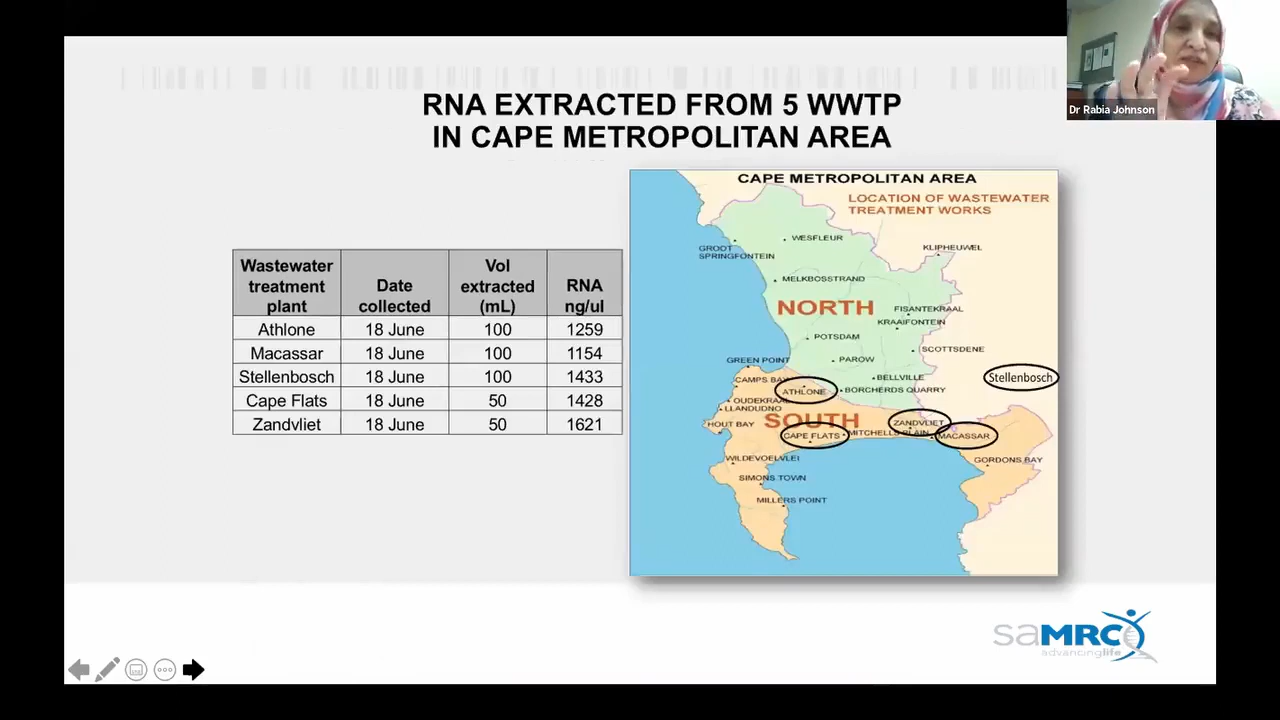 Dr Rabia Johnson
RNA EXTRACTED FROM 5 WWTP
IN CAPE METROPOLITAN AREA
Wastewater treatment plant Date collected Vol extracted (mL) RNA ng/ul
Athlone 18 June 100 1259
Macassar 18 June 100 1154
Stellenbosch 18 June 100 1433
Cape Flats 18 June 50 1428
Zandvliet 18 June 50 1621
CAPE METROPOLITAN AREA
LOCATION OF WASTEWATER
TREATMENT WORKS
WESFLEUR
GROOT
SPRINGFONTEIN
KLIPHEUWEL
MELKBOSSTRAND
NORTH
FISANTEKRAAL
KRAAIFONTEIN
POTSDAM
SCOTTSDENE
GREEN POINT
PAROW
BELLVILLE
Stellenbosch
CAMPS BAY
ATHLONE
BORCHERDS QUARRY
OUDEKRAAL
LLANDUDNO
HOUT BAY
SOUTH
ZANDVLIET
CAPE FLATS
MITCHELLS PLAIN
MACASSAR
WILDEVOELVLEI
GORDONS BAY
SIMONS TOWN
MILLERS POINT
saMRC
advancinglife